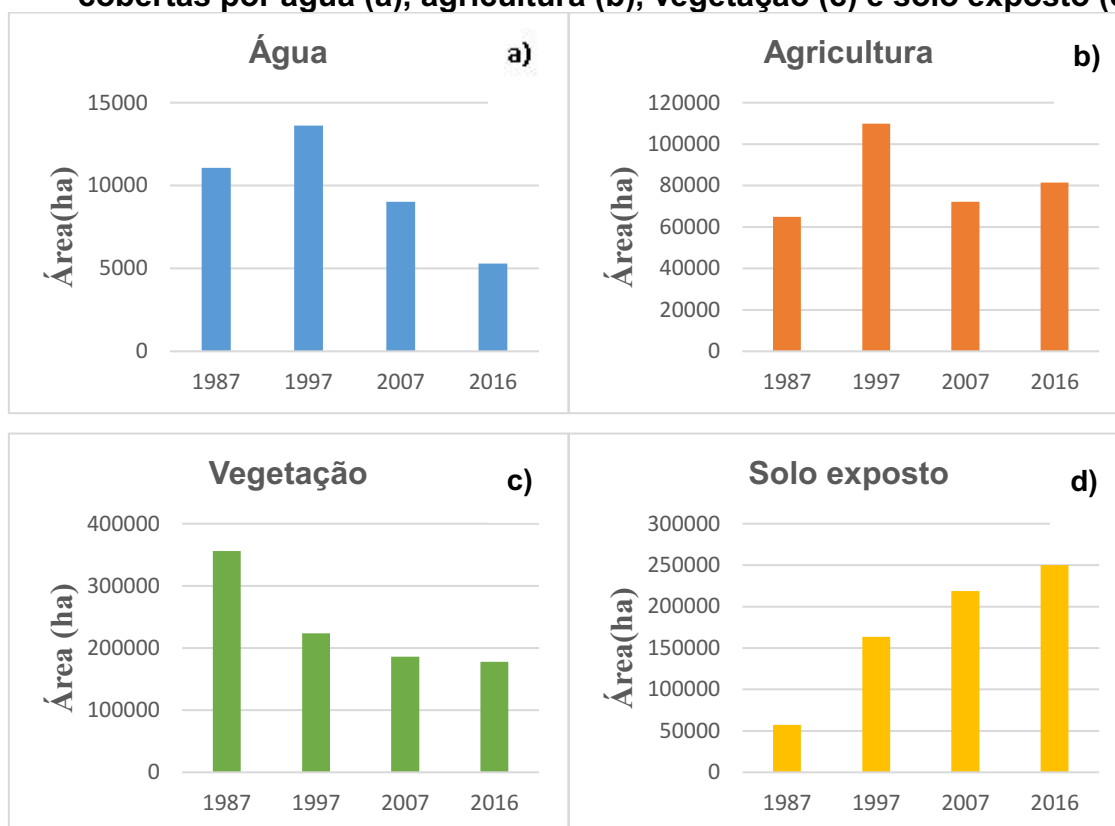 cobertas por água (a), agricultura (b), vegetação (c) e solo exposto
Água a)
Área(ha)
15000
10000
5000
0
1987 1997 2007 2016
Agricultura b)
Área(ha)
120000
100000
80000
60000
40000
20000
0
1987 1997 2007 2016
Vegetação c)
Área (ha)
400000
300000
200000
100000
0
1987 1997 2007 2016
Solo exposto d)
Área(ha)
300000
250000
200000
150000
100000
50000
0
1987 1997 2007 2016